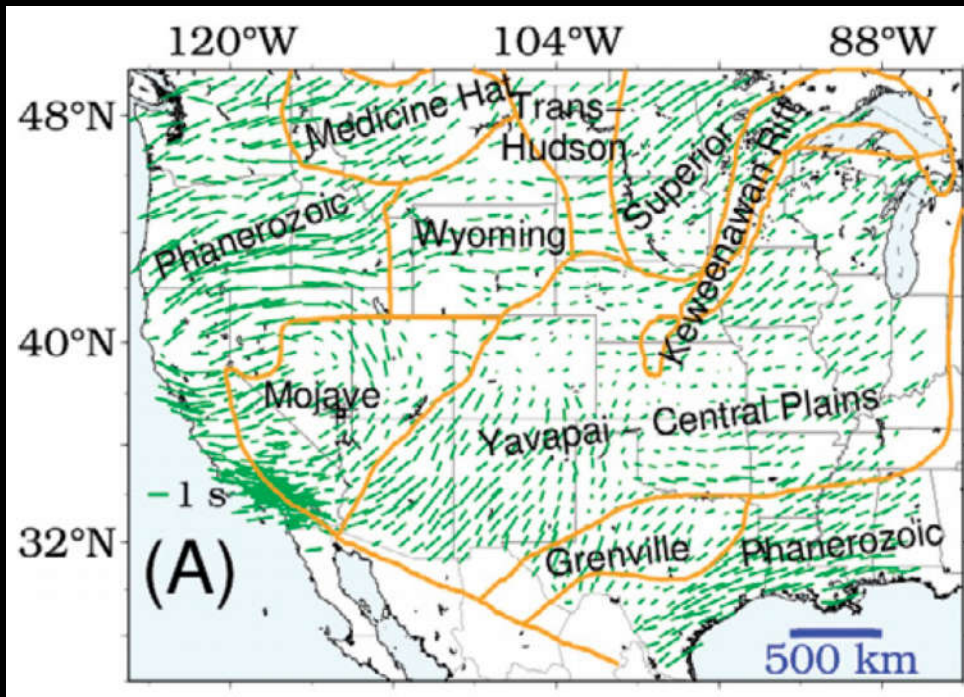 120°W 104°W 88°W
48°N
Medicine Hat
Trans-
Hudson
Superior
Keweenawan Rift
Phanerozoic
Wyoming
40°N
Mojave
Yavapai – Central Plains
1 s
32°N
(A)
Grenville
Phanerozoic
500 km